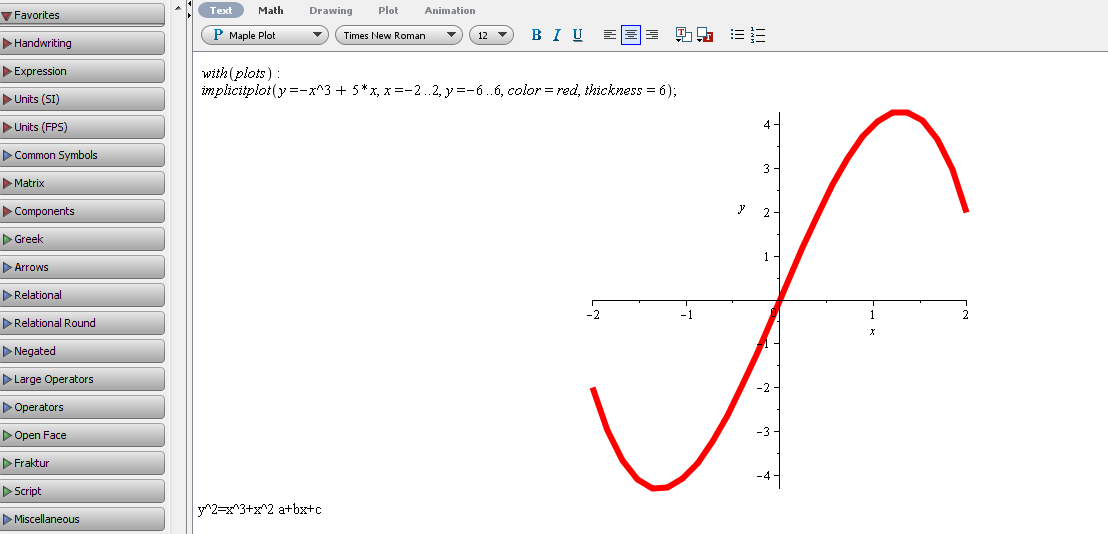 Favorites
Handwriting
Expression
Units (SI)
Units (FPS)
Common Symbols
Matrix
Components
Greek
Arrows
Relational
Relational Round
Negated
Large Operators
Operators
Open Face
Fraktur
Script
Miscellaneous
Text Math Drawing Plot Animation
P Maple Plot Times New Roman 12 B I U
with(plots) :
implicitplot(y =-x^3 + 5*x, x =-2 ..2, y =-6 ..6, color = red, thickness = 6);
4
3
y 2
1
-2 -1 0 1 2
x
-1
-2
-3
-4
y^2=x^3+x^2 a+bx+c